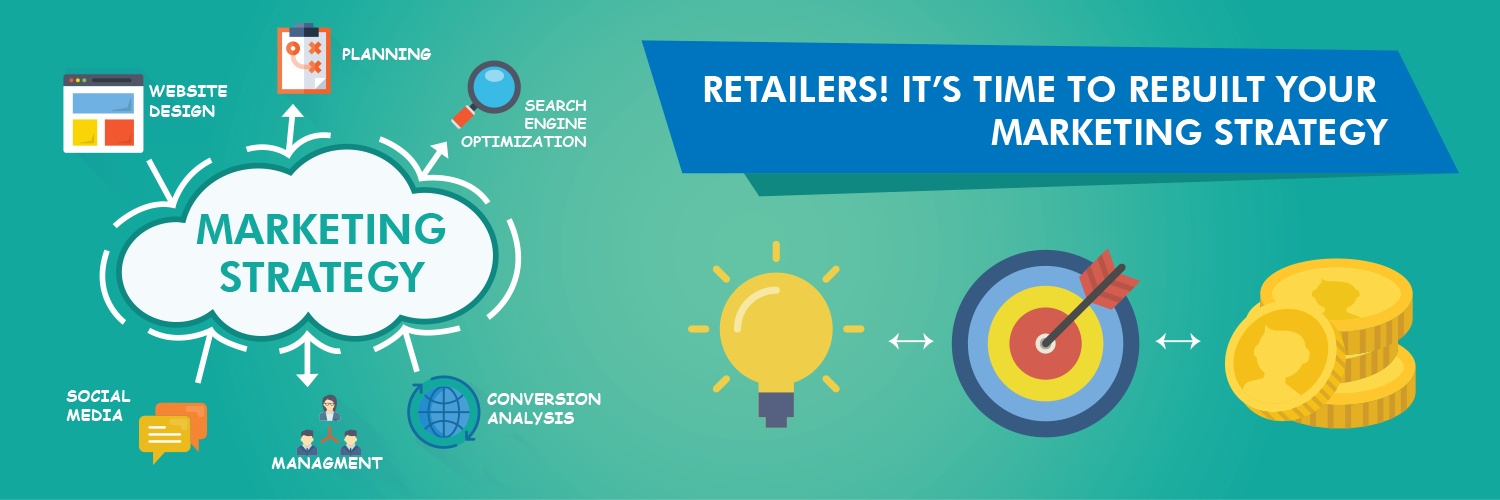 PLANNING
WEBSITE
DESIGN
SEARCH
ENGINE
OPTIMIZATION
MARKETING
STRATEGY
SOCIAL
MEDIA
MANAGMENT
CONVERSION
ANALYSIS
RETAILERS! IT'S TIME TO REBUILT YOUR
MARKETING STRATEGY